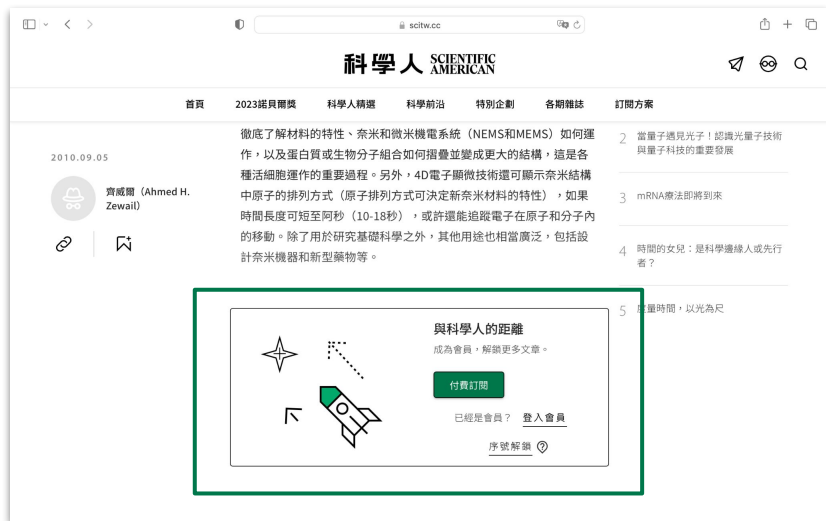 scitw.cc
科學人 SCIENTIFIC AMERICAN
首頁 2023諾貝爾獎 科學人精選 科學前沿 特別企劃 各期雜誌 訂閱方案
2010.09.05
齊威爾（Ahmed H.
Zewail）
徹底了解材料的特性、奈米和微米機電系統（NEMS和MEMS）如何運
作，以及蛋白質或生物分子組合如何摺疊並變成更大的結構，這是各
種活細胞運作的重要過程。另外，4D電子顯微技術還可顯示奈米結構
中原子的排列方式（原子排列方式可決定新奈米材料的特性），如果
時間長度可短至阿秒（10-18秒），或許還能追蹤電子在原子和分子內
的移動。除了用於研究基礎科學之外，其他用途也相當廣泛，包括設
計奈米機器和新型藥物等。
2 當量子遇見光子！認識光量子技術
與量子科技的重要發展
3 mRNA療法即將到來
4 時間的女兒：是科學邊緣人或先行
者？
5 度量時間，以光為尺
與科學人的距離
成為會員，解鎖更多文章。
付費訂閱
已經是會員？ 登入會員
序號解鎖 ?